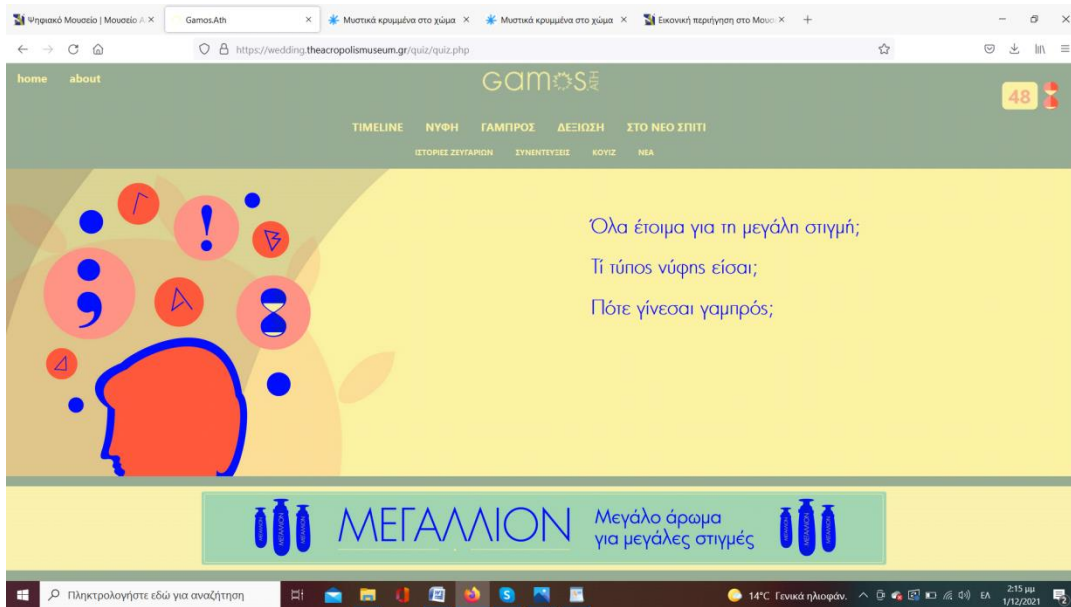 Ψηφιακό Μουσείο | Μουσείο Α
Gamos.Ath
Μυστικά κρυμμένα στο χώμα
Μυστικά κρυμμένα στο χώμα
Εικονική περιήγηση στο Μου
https://wedding.theacropolismuseum.gr/quiz/quiz.php
home about
GamOS.ATH
48
TIMELINE ΝΥΦΗ ΓΑΜΠΡΟΣ ΔΕΞΙΩΣΗ ΣΤΟ ΝΕΟ ΣΠΙΤΙ
ΙΣΤΟΡΙΕΣ ΖΕΥΓΑΡΙΩΝ ΣΥΝΕΝΤΕΥΞΕΙΣ ΚΟΥΙΖ ΝΕΑ
Όλα έτοιμα για τη μεγάλη στιγμή;
Τί τύπος νύφης είσαι;
Πότε γίνεσαι γαμπρός;
ΜΕΓΑΛΛΙΟΝ
Μεγάλο άρωμα
για μεγάλες στιγμές
Πληκτρολογήστε εδώ για αναζήτηση
14°C Γενικά ηλιοφάν.
ΕΛ
2:15 μμ
1/12/2021